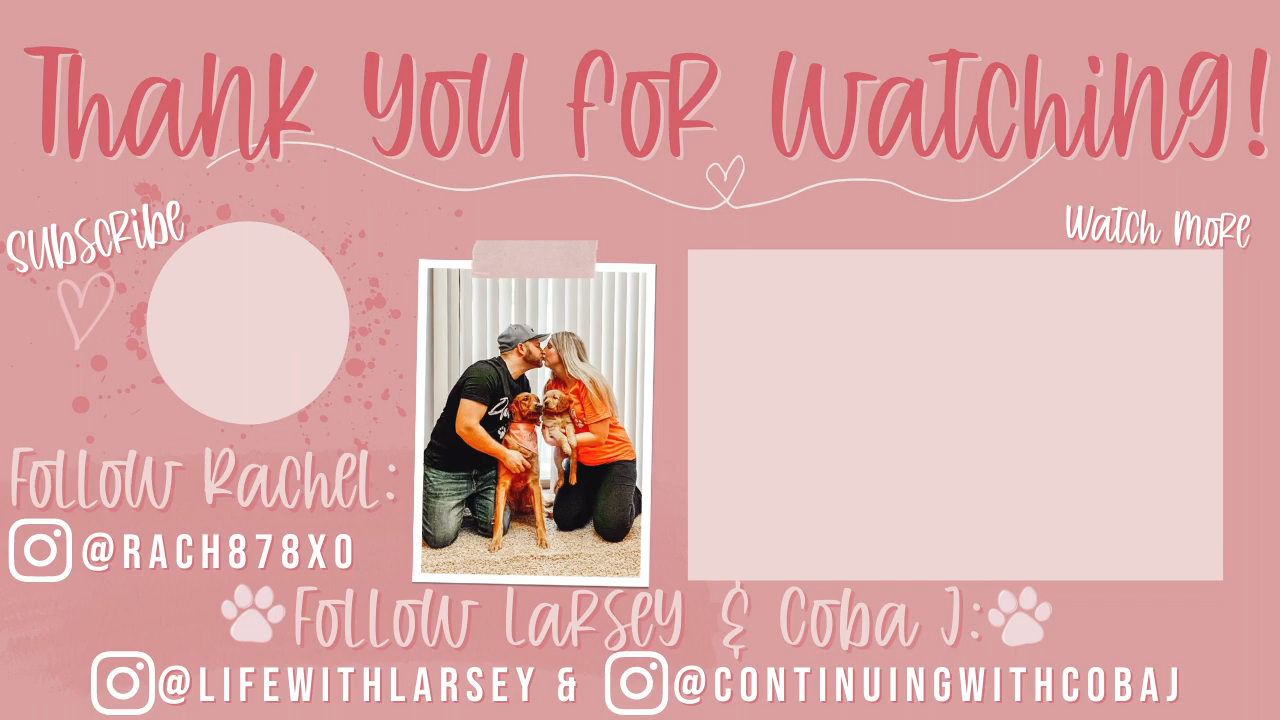 Thank you for watching!
Subscribe
Watch more
Follow Rachel:
@RACH878XO
Follow Larsey & Coba J:
@LIFEWITHLARSEY & @CONTINUINGWITHCOBAJ